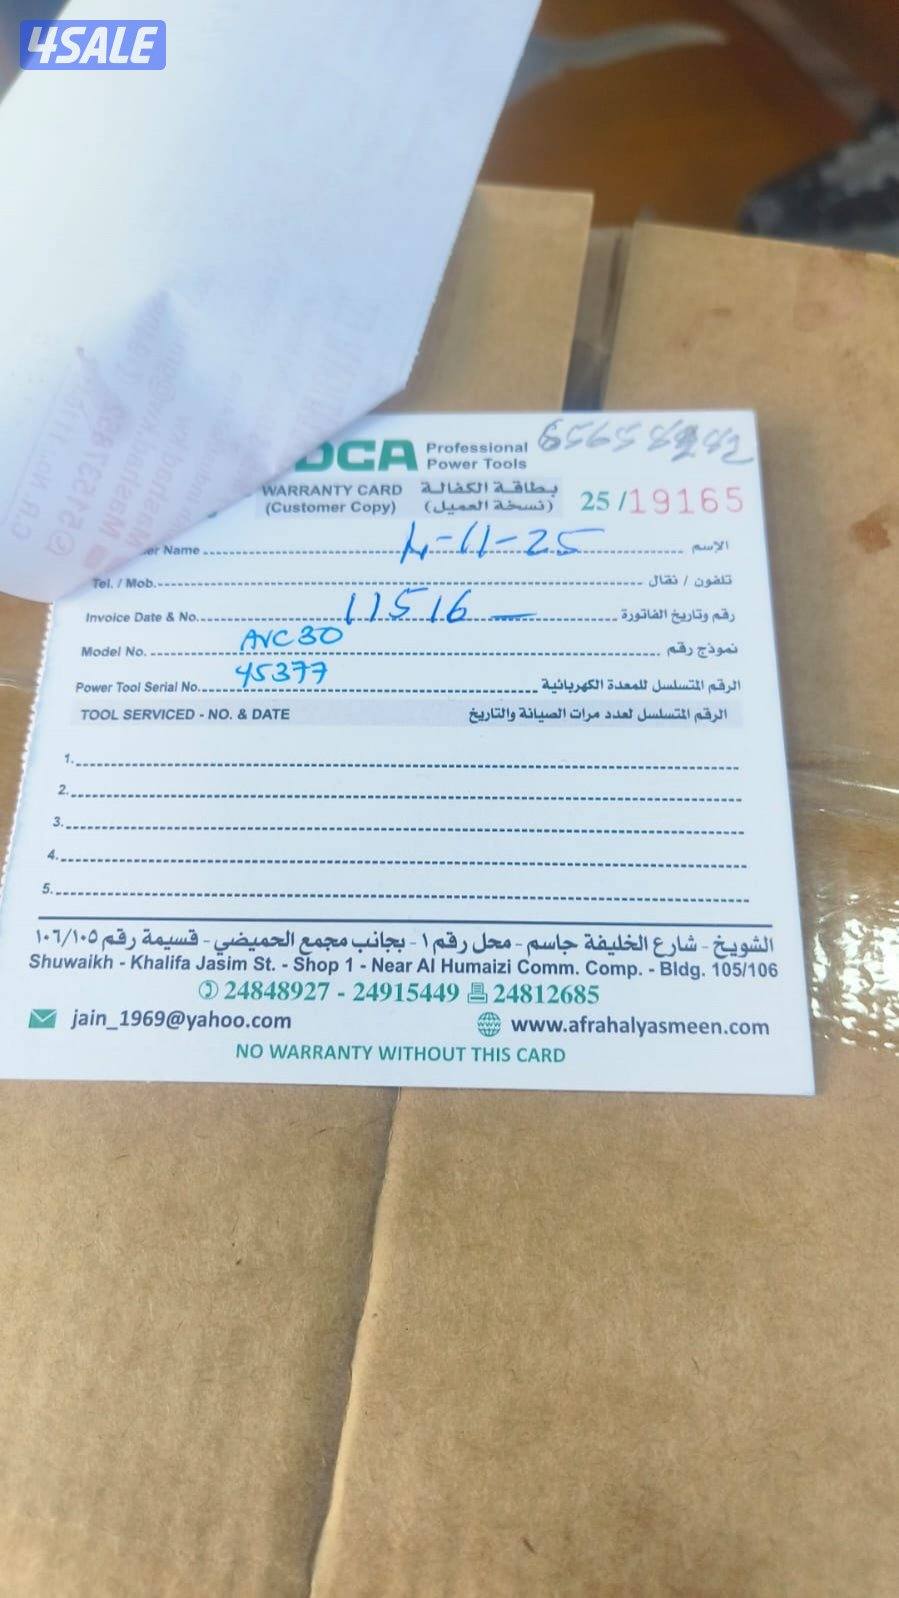 4SALE
DCA Professional Power Tools
WARRANTY CARD بطاقة الكفالة
(Customer Copy) (نسخة العميل) 25/19165
er Name 4-11-25 الإسم
Tel. / Mob. تلفون / نقال
Invoice Date & No. 11516 رقم وتاريخ الفاتورة
Model No. AVC30 نموذج رقم
Power Tool Serial No. 45377 الرقم المتسلسل للمعدة الكهربائية
TOOL SERVICED - NO. & DATE الرقم المتسلسل لعدد مرات الصيانة والتاريخ
1.
2.
3.
4.
5.
الشويخ - شارع الخليفة جاسم - محل رقم ١ - بجانب مجمع الحميضي - قسيمة رقم ١٠٦/١٠٥
Shuwaikh - Khalifa Jasim St. - Shop 1 - Near Al Humaizi Comm. Comp. - Bldg. 105/106
24848927 - 24915449 24812685
jain_1969@yahoo.com www.afrahalyasmeen.com
NO WARRANTY WITHOUT THIS CARD